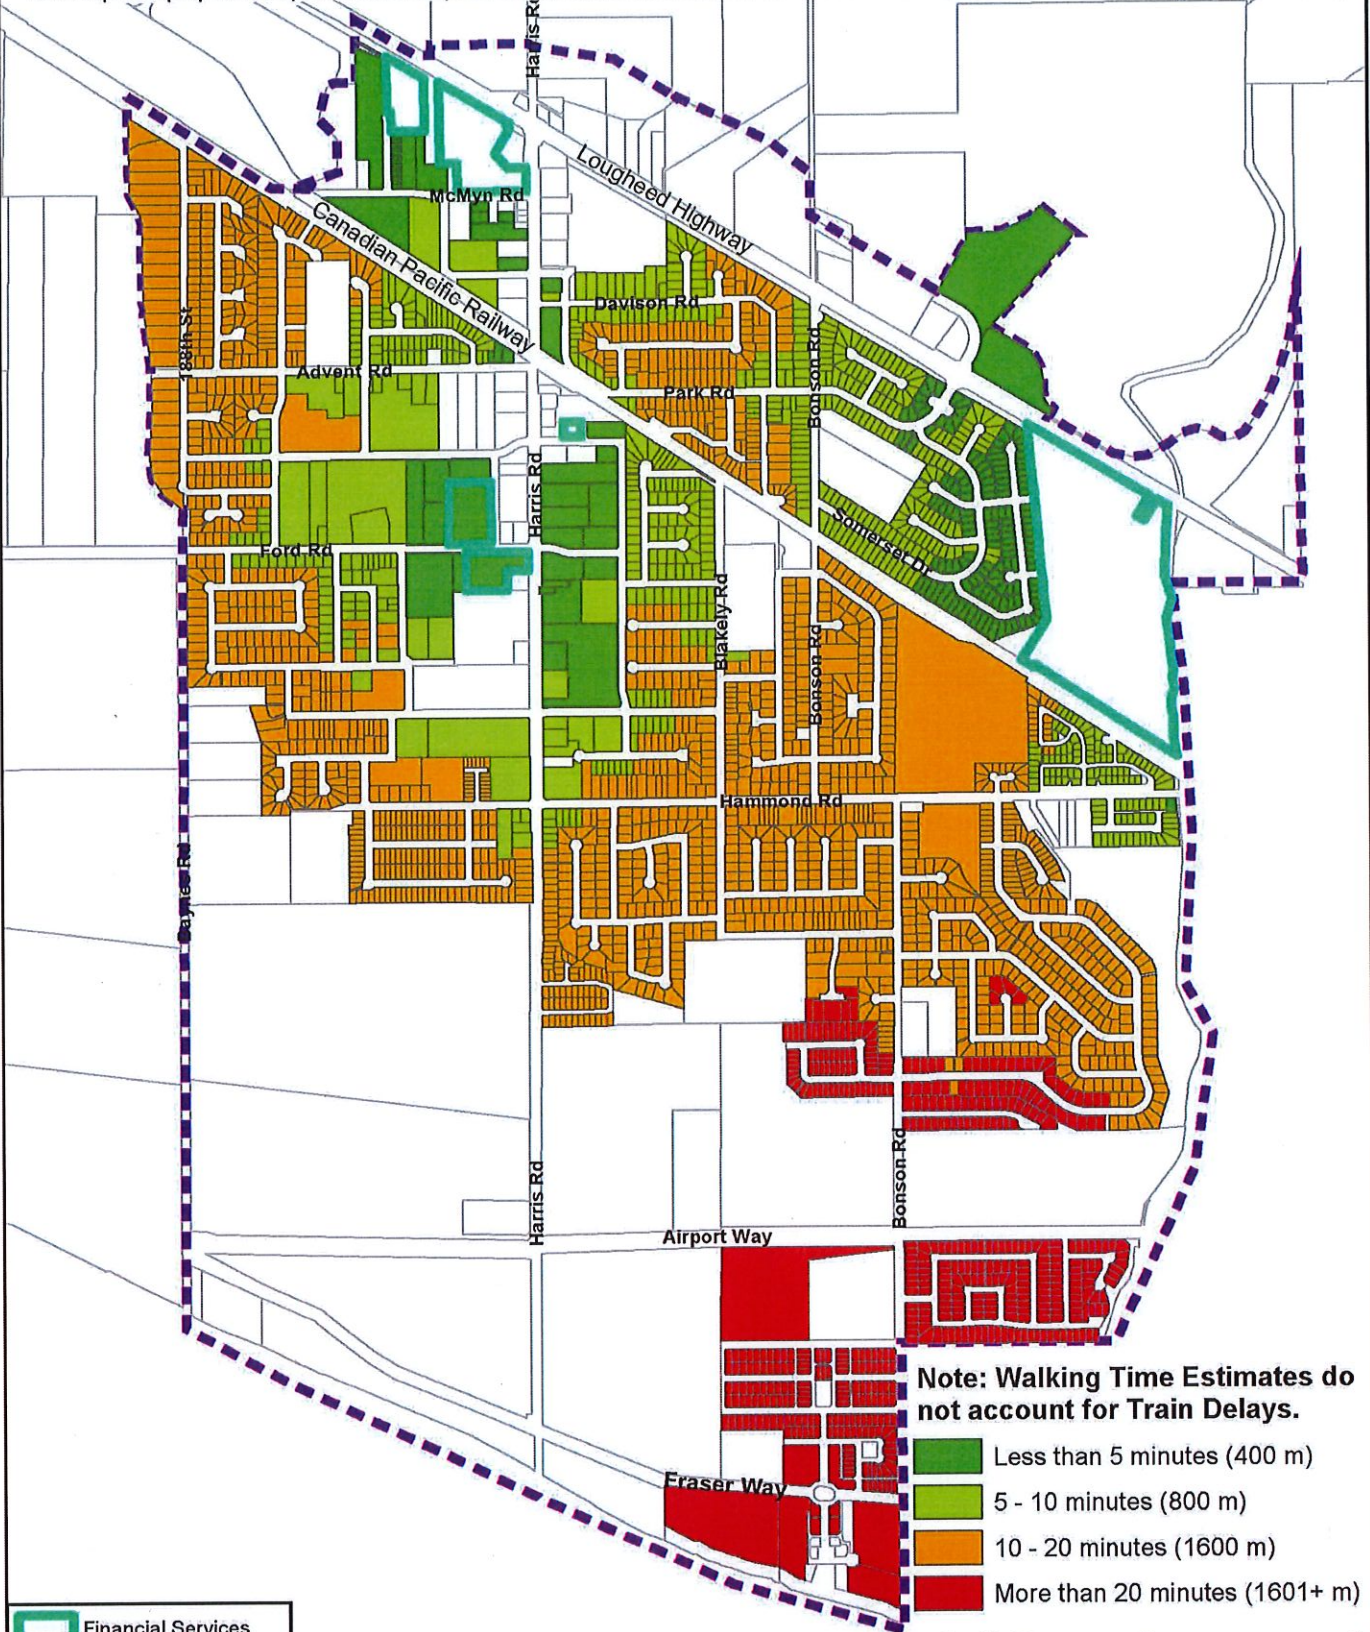 Harris Rd
Lougheed Highway
McMyn Rd
Canadian Pacific Railway
Davison Rd
188th St
Advent Rd
Park Rd
Bonson Rd
Harris Rd
Somerset Dr
Ford Rd
Blakely Rd
Bonson Rd
Hammond Rd
Baynes Rd
Harris Rd
Bonson Rd
Airport Way
Fraser Way
Note: Walking Time Estimates do
not account for Train Delays.
Less than 5 minutes (400 m)
5 - 10 minutes (800 m)
10 - 20 minutes (1600 m)
More than 20 minutes (1601+ m)
Financial Services